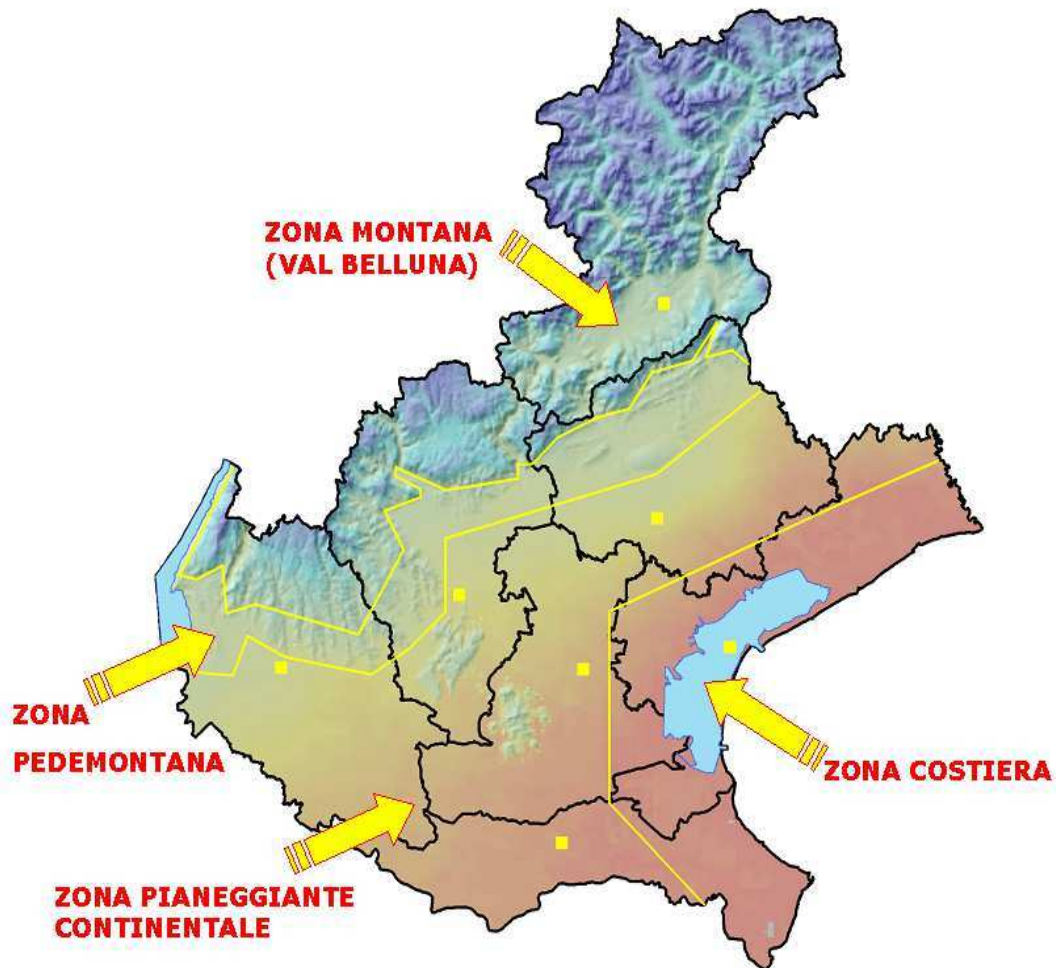 ZONA MONTANA
(VAL BELLUNA)
ZONA
PEDEMONTANA
ZONA COSTIERA
ZONA PIANEGGIANTE
CONTINENTALE